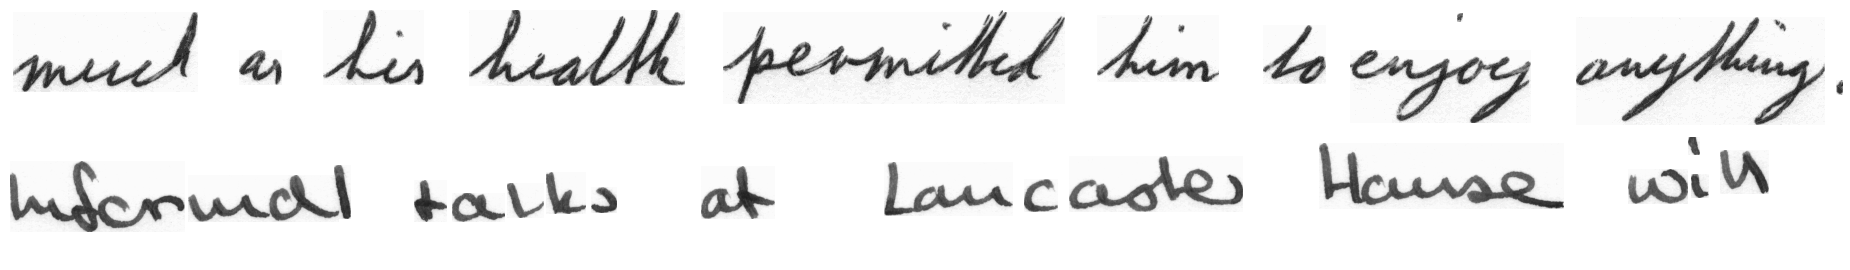 much as his health permitted him to enjoy anything.
Informal talks at Lancaster House will